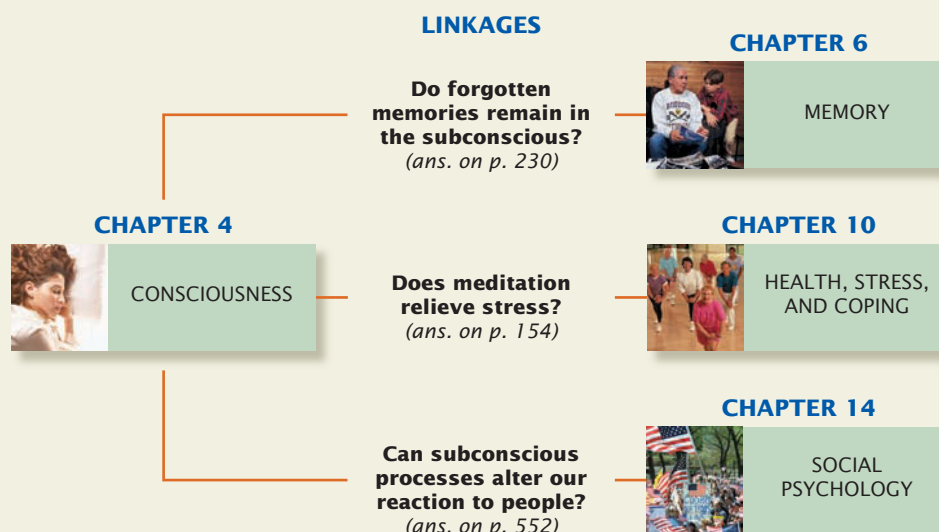 LINKAGES
Do forgotten
memories remain in
the subconscious?
(ans. on p. 230)
CHAPTER 6
MEMORY
CHAPTER 4
CONSCIOUSNESS
Does meditation
relieve stress?
(ans. on p. 154)
CHAPTER 10
HEALTH, STRESS,
AND COPING
Can subconscious
processes alter our
reaction to people?
(ans. on p. 552)
CHAPTER 14
SOCIAL
PSYCHOLOGY